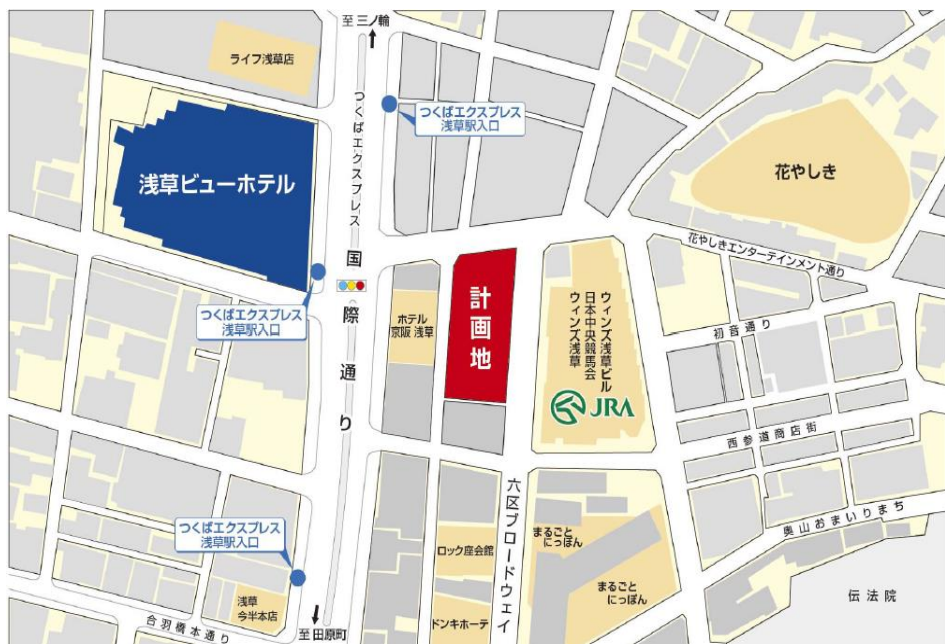 至 三ノ輪
ライフ浅草店
つくばエクスプレス
つくばエクスプレス
浅草駅入口
浅草ビューホテル
花やしき
花やしきエンターテインメント通り
国際通り
つくばエクスプレス
浅草駅入口
ホテル
京阪 浅草
計画地
ウィンズ浅草ビル
日本中央競馬会
ウィンズ浅草
JRA
初音通り
西参道商店街
六区ブロードウェイ
奥山おまいりまち
つくばエクスプレス
浅草駅入口
ロック座会館
まるごと
にっぽん
まるごと
にっぽん
伝法院
浅草
今半本店
ドンキホーテ
合羽橋本通り
至 田原町